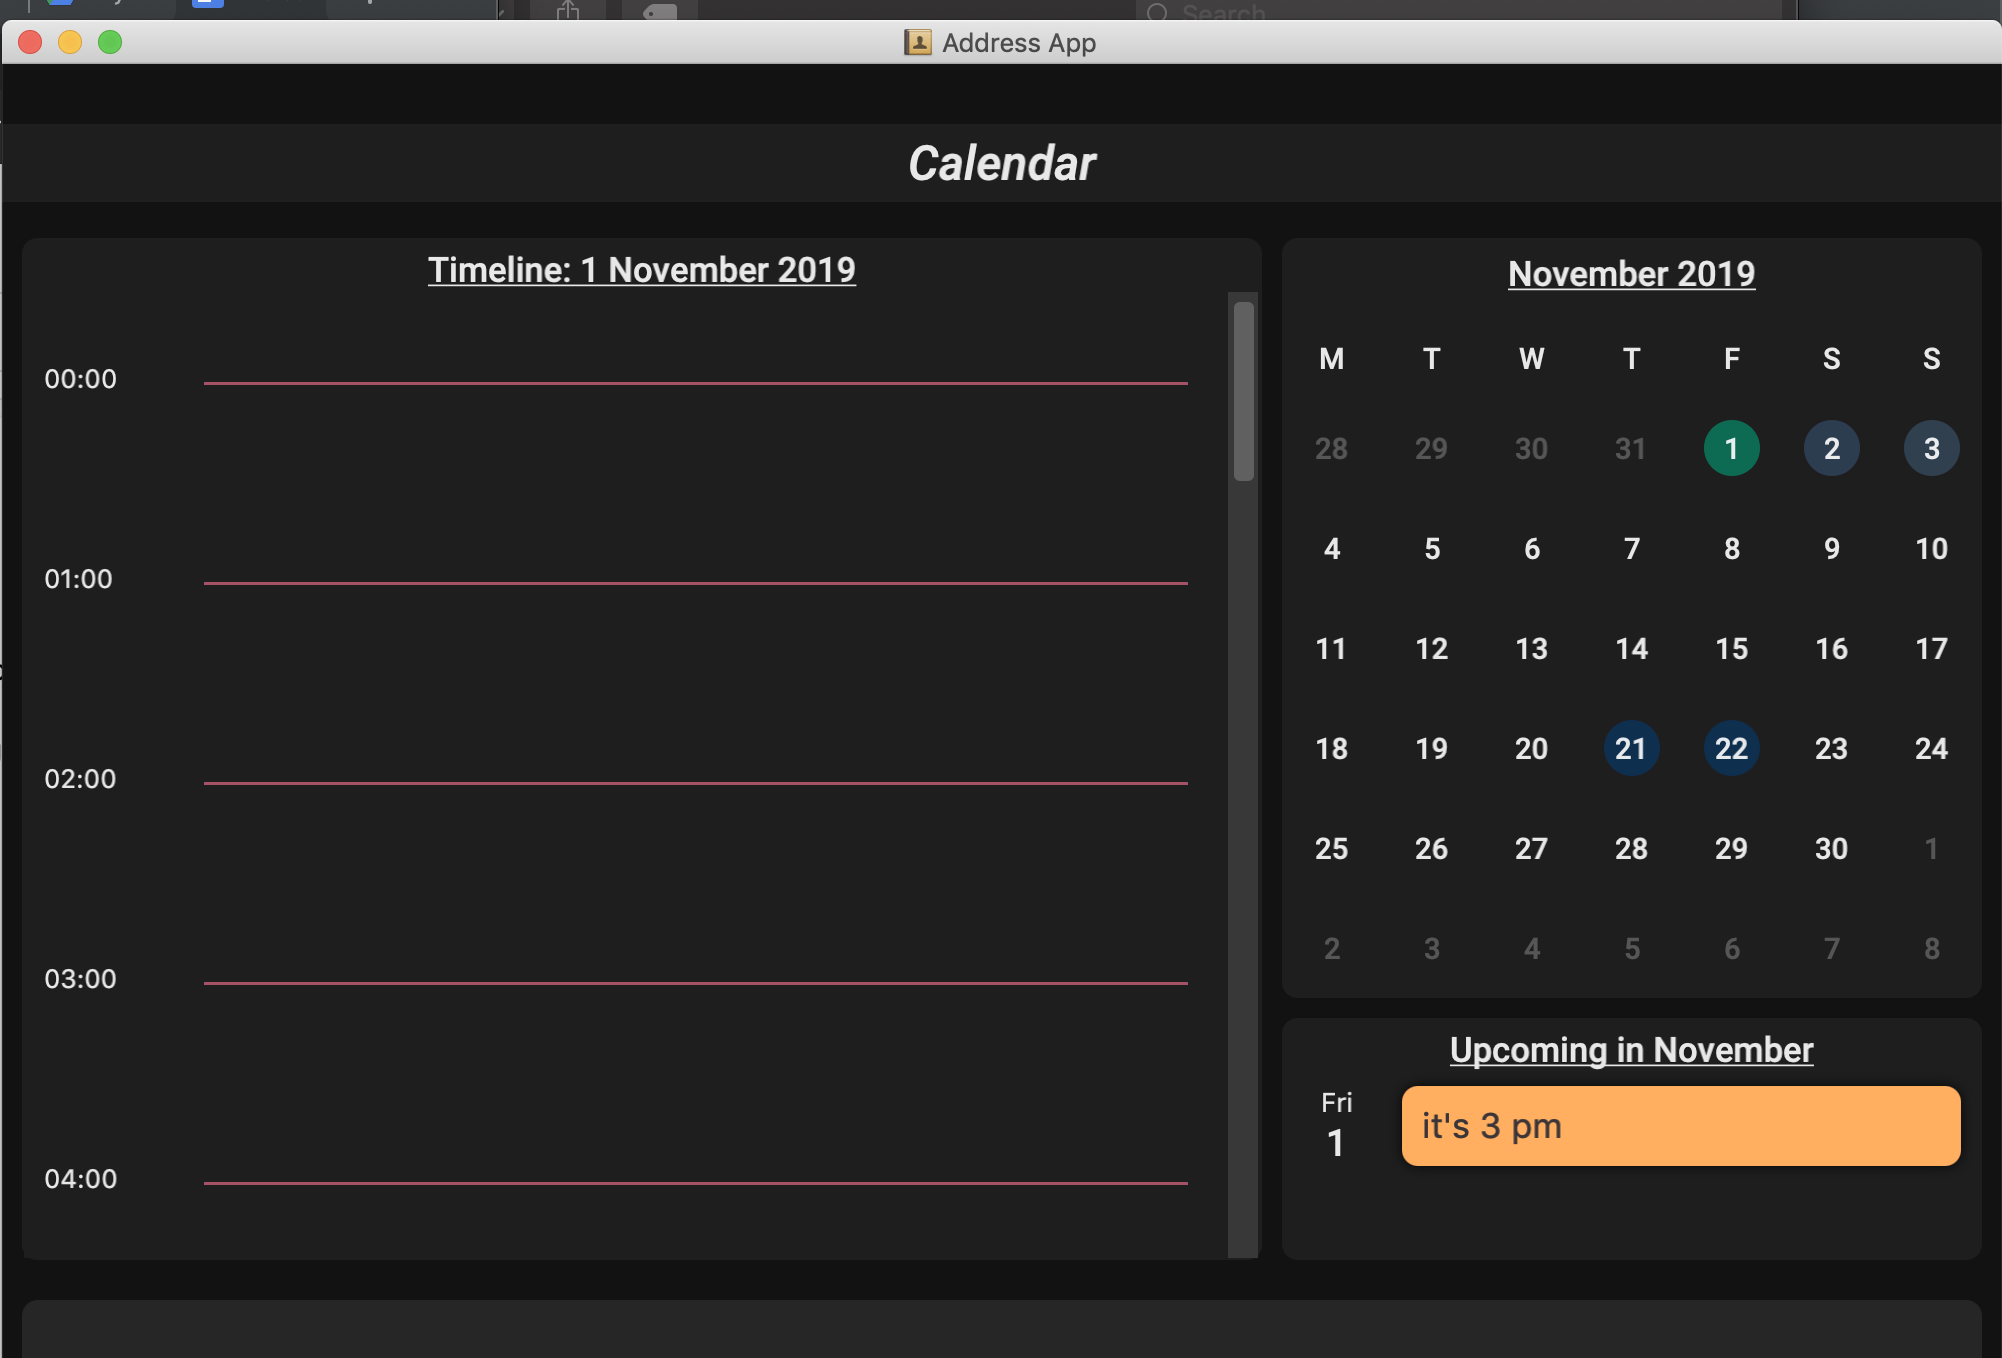 Search
Address App
Calendar
Timeline: 1 November 2019
00:00
01:00
02:00
03:00
04:00
November 2019
M T W T F S S
28 29 30 31 1 2 3
4 5 6 7 8 9 10
11 12 13 14 15 16 17
18 19 20 21 22 23 24
25 26 27 28 29 30 1
2 3 4 5 6 7 8
Upcoming in November
Fri
1
it's 3 pm